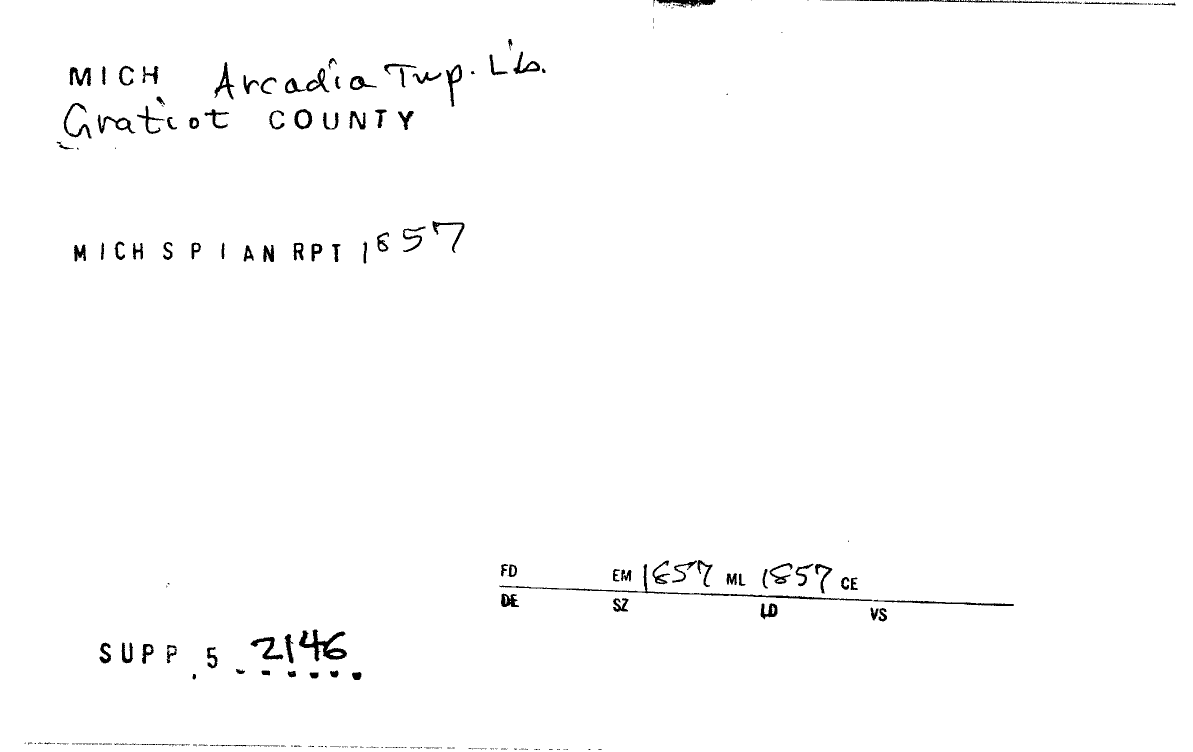 MICH Arcadia Twp. Lib.
Gratiot COUNTY
MICH S P I AN RPT 1857
FD EM 1857 ML 1857 CE
DE SZ LD VS
SUPP. 5 2146